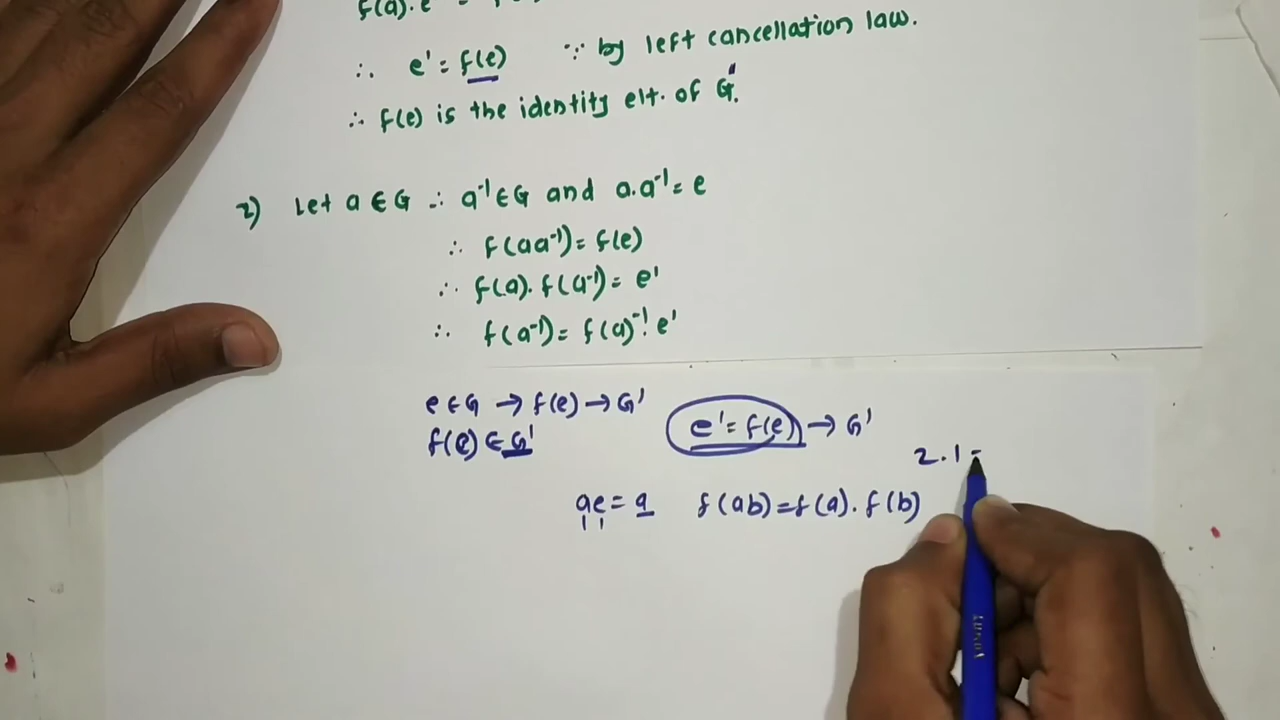 f(a).e'
∴ e' = f(e) ∵ by left cancellation law.
∴ f(e) is the identity elt. of G'.
2) Let a ∈ G ∴ a⁻¹ ∈ G and a.a⁻¹ = e
∴ f(aa⁻¹) = f(e)
∴ f(a). f(a⁻¹) = e'
∴ f(a⁻¹) = f(a)⁻¹. e'
e ∈ G → f(e) → G'
e' = f(e) → G'
f(e) ∈ G'
2.1 =
ae = a f(ab) = f(a). f(b)